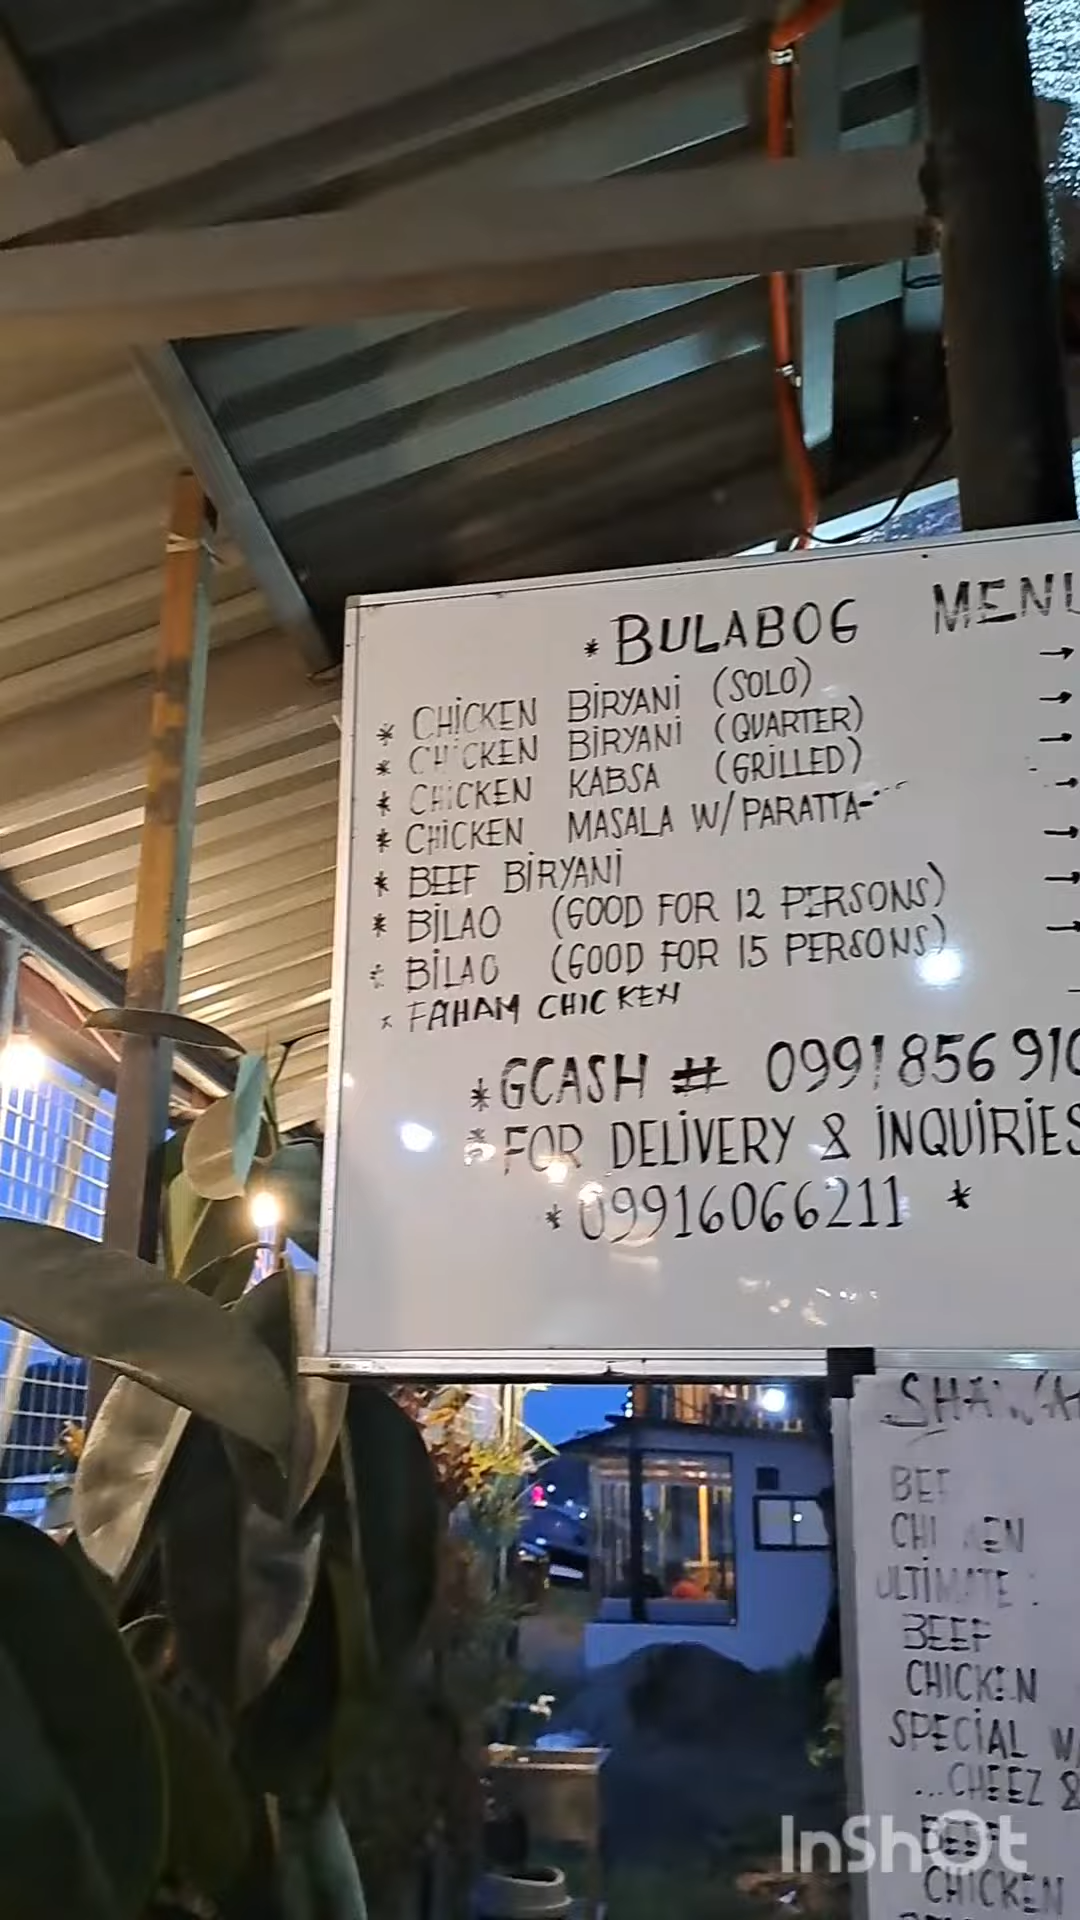 * BULABOG MENU
* CHICKEN BIRYANI (SOLO) →
* CHICKEN BIRYANI (QUARTER) →
* CHICKEN KABSA (GRILLED) →
* CHICKEN MASALA W/ PARATTA →
* BEEF BIRYANI →
* BILAO (GOOD FOR 12 PERSONS) →
* BILAO (GOOD FOR 15 PERSONS) →
* FAHAM CHICKEN
* GCASH # 0991856910
* FOR DELIVERY & INQUIRIES
* 09916066211 *
CHICKEN
ULTIMATE :
BEEF
CHICKEN
SPECIAL W/
...CHEEZ &
BEEF
CHICKEN
InShOt